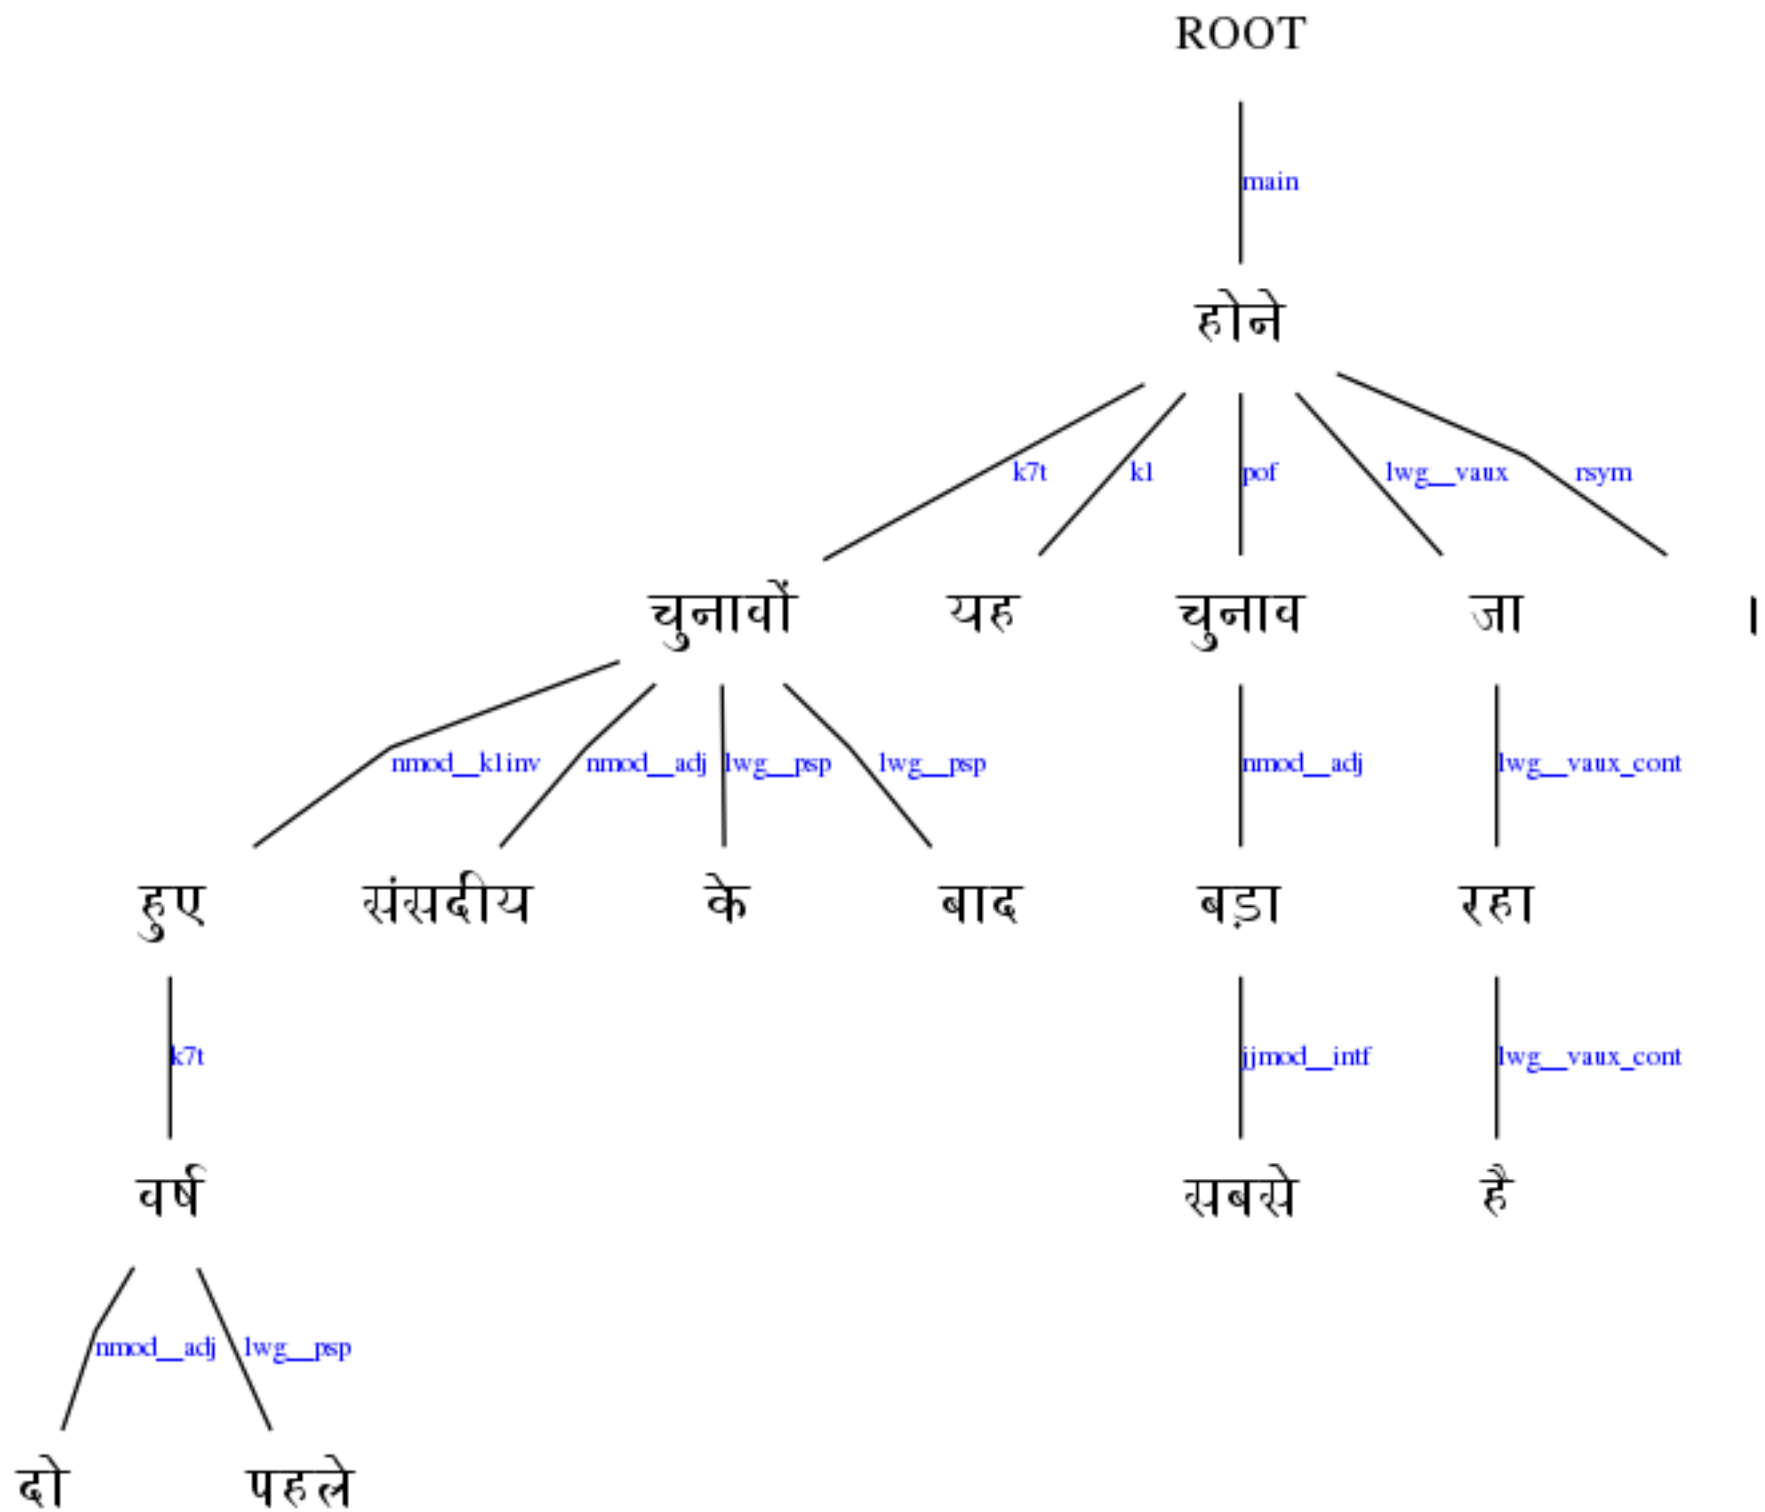 ROOT
main
होने
k7t k1 pof lwg__vaux rsym
चुनावों यह चुनाव जा ।
nmod__k1inv nmod__adj lwg__psp lwg__psp nmod__adj lwg__vaux_cont
हुए संसदीय के बाद बड़ा रहा
k7t jjmod__intf lwg__vaux_cont
वर्ष सबसे है
nmod__adj lwg__psp
दो पहले